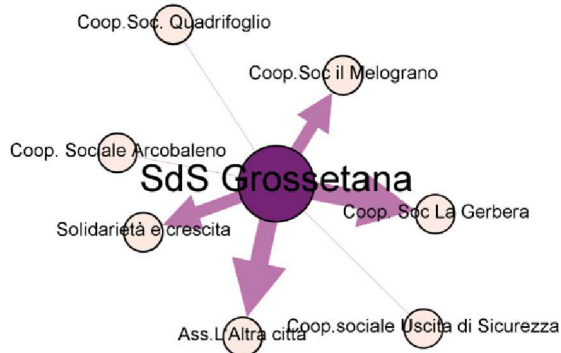 Coop.Soc. Quadrifoglio
Coop.Soc il Melograno
Coop. Sociale Arcobaleno
SdS Grossetana
Coop. Soc La Gerbera
Solidarietà e crescita
Ass.L'Altra città
Coop.sociale Uscita di Sicurezza